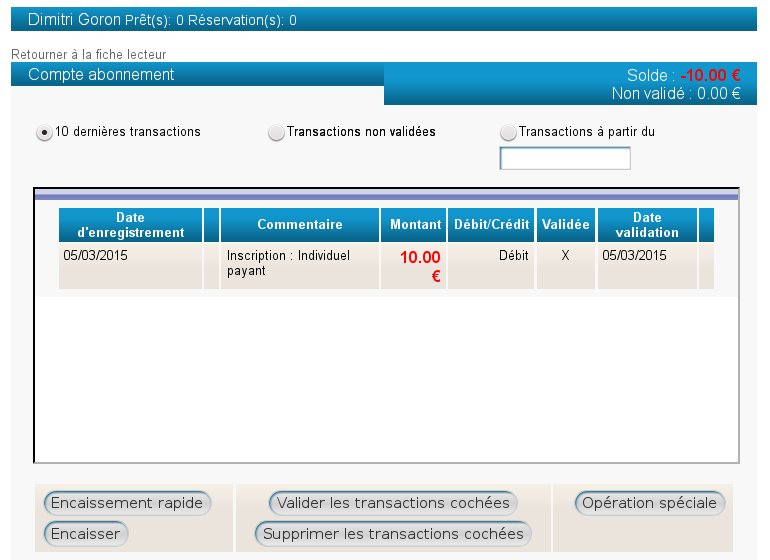 Dimitri Goron Prêt(s): 0 Réservation(s): 0
Retourner à la fiche lecteur
Compte abonnement
Solde : -10.00 €
Non validé : 0.00 €
10 dernières transactions
Transactions non validées
Transactions à partir du
Date d'enregistrement Commentaire Montant Débit/Crédit Validée Date validation
05/03/2015 Inscription : Individuel payant 10.00 € Débit X 05/03/2015
Encaissement rapide Valider les transactions cochées Opération spéciale
Encaisser Supprimer les transactions cochées